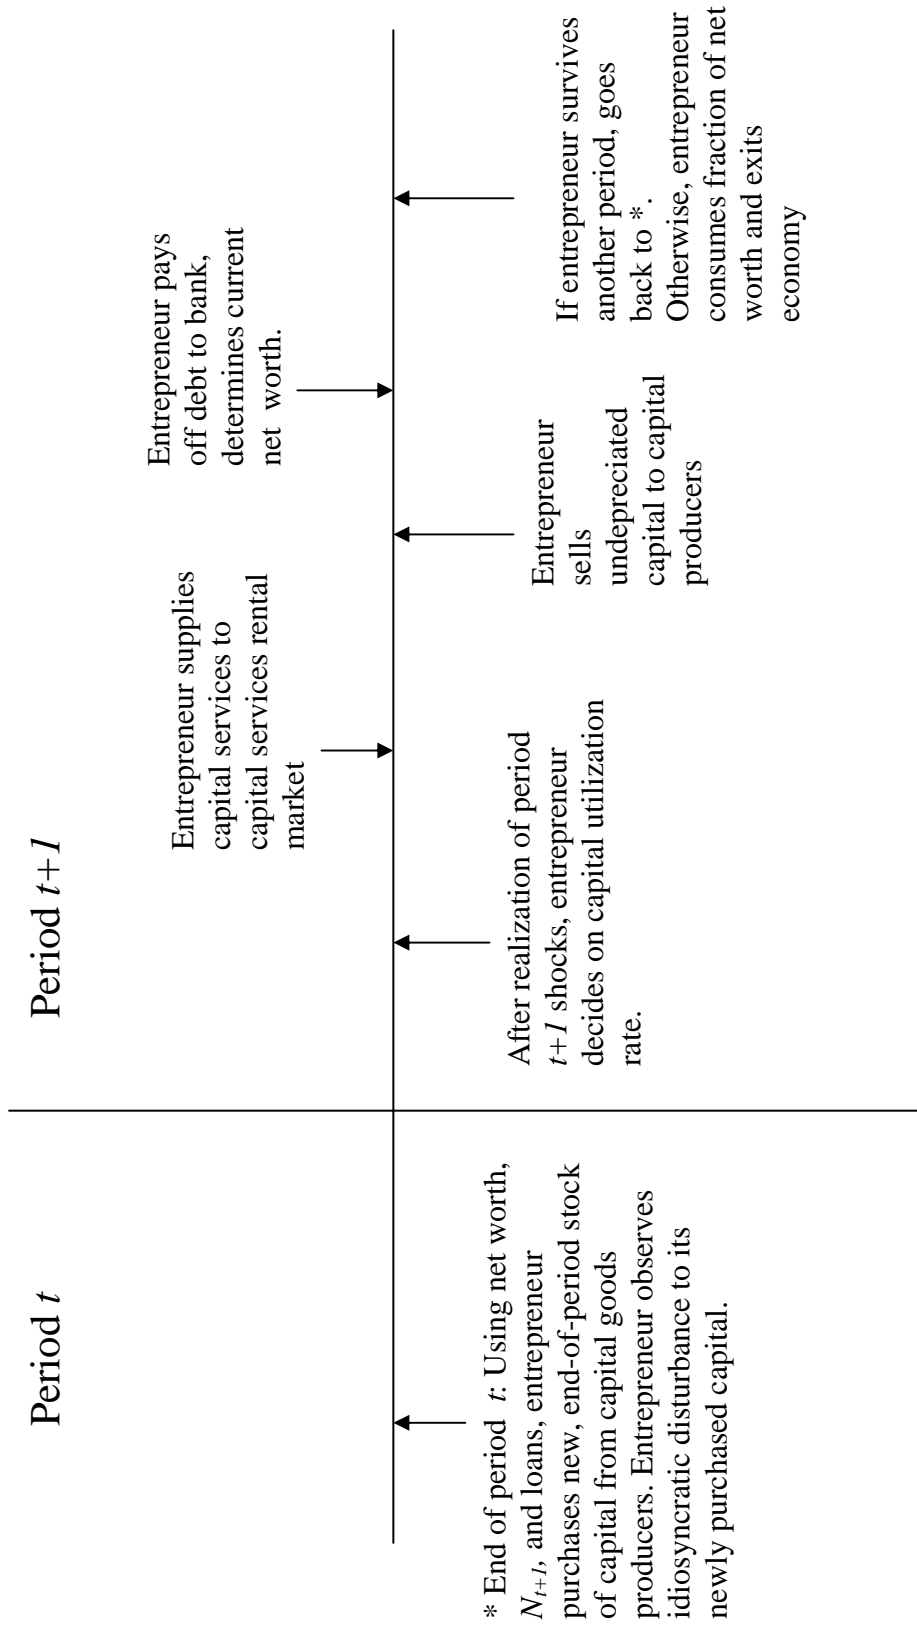 Period t
Period t+1
* End of period t: Using net worth,
N_{t+1}, and loans, entrepreneur
purchases new, end-of-period stock
of capital from capital goods
producers. Entrepreneur observes
idiosyncratic disturbance to its
newly purchased capital.
After realization of period
t+1 shocks, entrepreneur
decides on capital utilization
rate.
Entrepreneur supplies
capital services to
capital services rental
market
Entrepreneur
sells
undepreciated
capital to capital
producers
Entrepreneur pays
off debt to bank,
determines current
net worth.
If entrepreneur survives
another period, goes
back to *.
Otherwise, entrepreneur
consumes fraction of net
worth and exits
economy